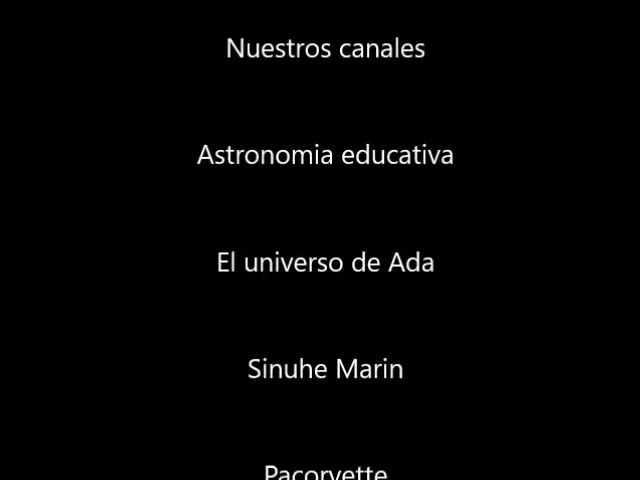 Nuestros canales
Astronomia educativa
El universo de Ada
Sinuhe Marin
Pacorvette